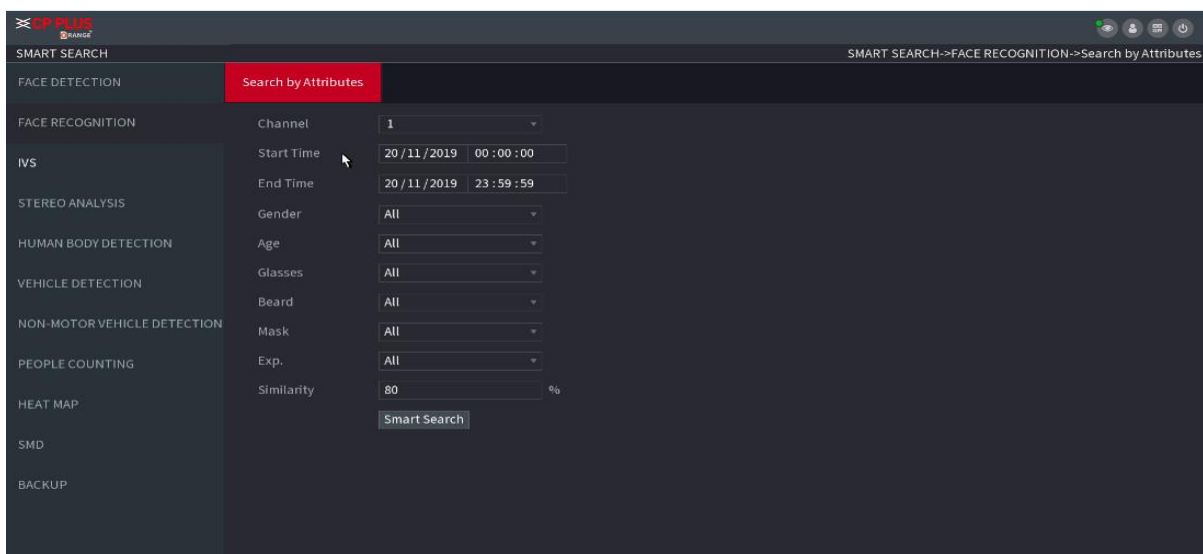 CP PLUS
ORANGE
SMART SEARCH
SMART SEARCH->FACE RECOGNITION->Search by Attributes
FACE DETECTION
Search by Attributes
FACE RECOGNITION
Channel 1
IVS
Start Time 20/11/2019 00:00:00
End Time 20/11/2019 23:59:59
STEREO ANALYSIS
Gender All
HUMAN BODY DETECTION
Age All
Glasses All
VEHICLE DETECTION
Beard All
NON-MOTOR VEHICLE DETECTION
Mask All
PEOPLE COUNTING
Exp. All
Similarity 80 %
HEAT MAP
Smart Search
SMD
BACKUP